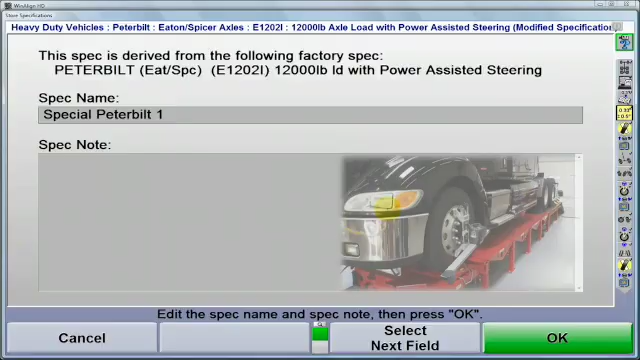 WinAlign HD
Store Specifications
Heavy Duty Vehicles : Peterbilt : Eaton/Spicer Axles : E1202I : 12000lb Axle Load with Power Assisted Steering (Modified Specification
This spec is derived from the following factory spec:
PETERBILT (Eat/Spc) (E1202I) 12000lb ld with Power Assisted Steering
Spec Name:
Special Peterbilt 1
Spec Note:
Edit the spec name and spec note, then press "OK".
Cancel
Select
Next Field
OK